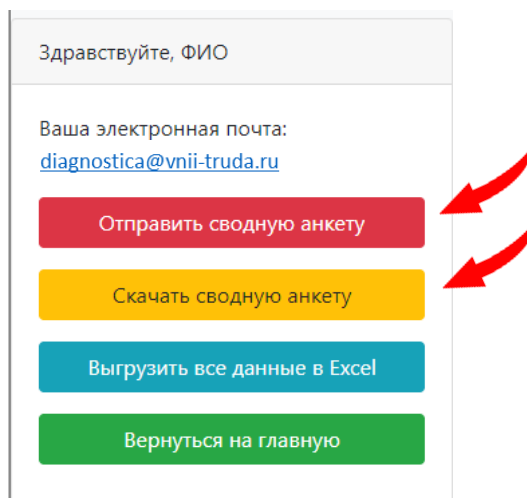 Здравствуйте, ФИО
Ваша электронная почта:
diagnostica@vnii-truda.ru
Отправить сводную анкету
Скачать сводную анкету
Выгрузить все данные в Excel
Вернуться на главную